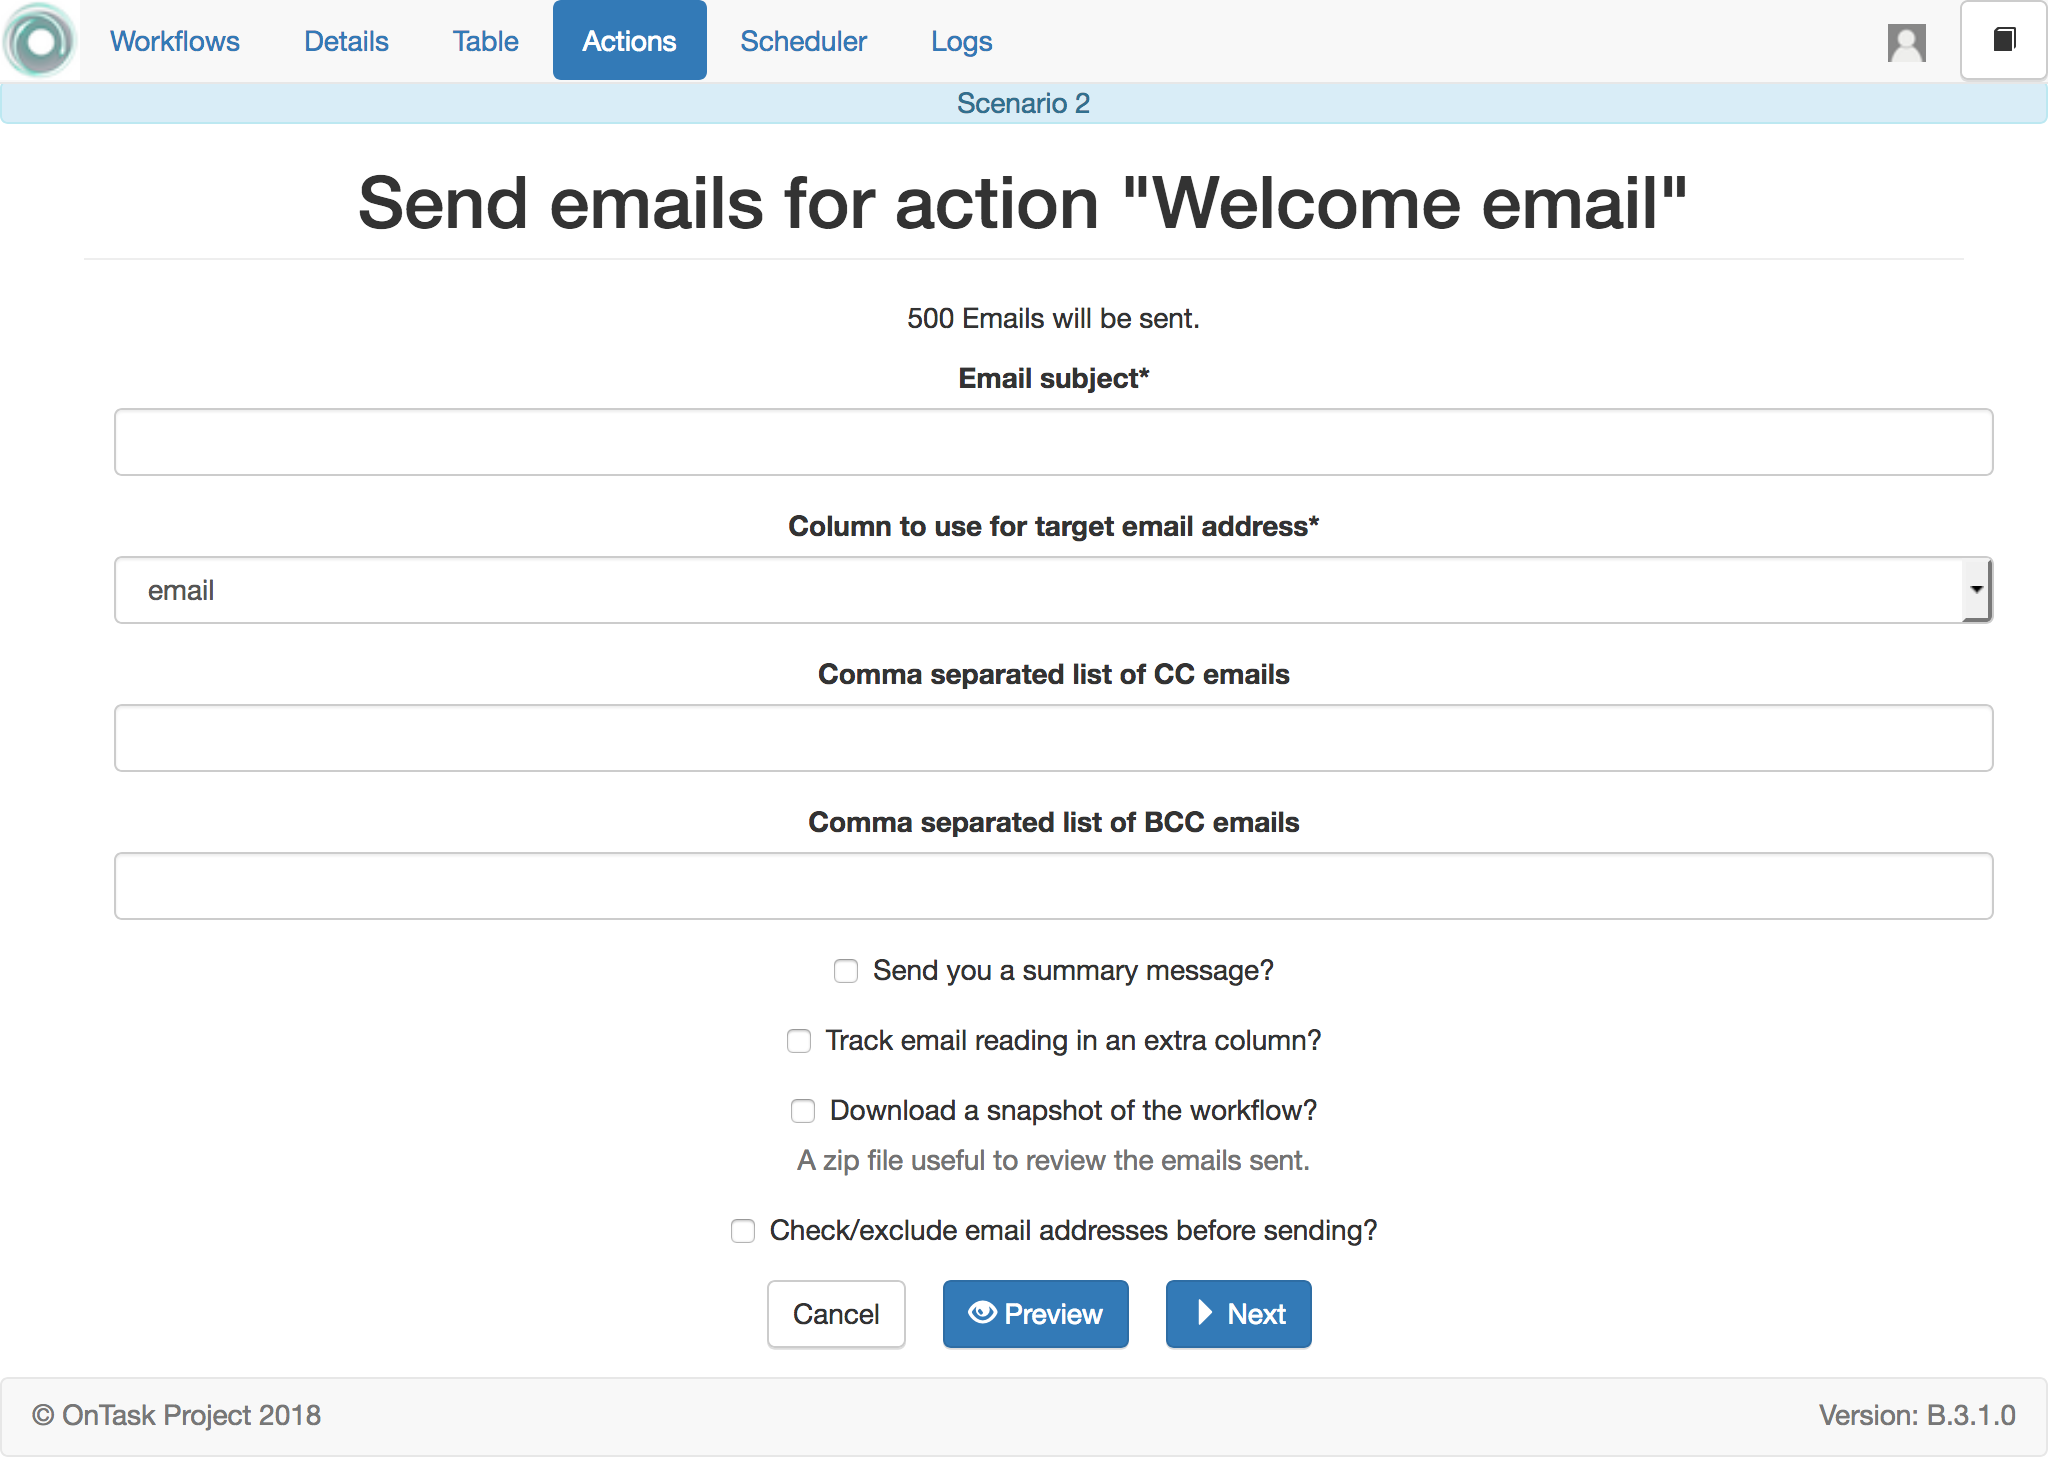 Workflows Details Table Actions Scheduler Logs
Scenario 2
Send emails for action "Welcome email"
500 Emails will be sent.
Email subject*
Column to use for target email address*
email
Comma separated list of CC emails
Comma separated list of BCC emails
Send you a summary message?
Track email reading in an extra column?
Download a snapshot of the workflow?
A zip file useful to review the emails sent.
Check/exclude email addresses before sending?
Cancel Preview Next
© OnTask Project 2018 Version: B.3.1.0